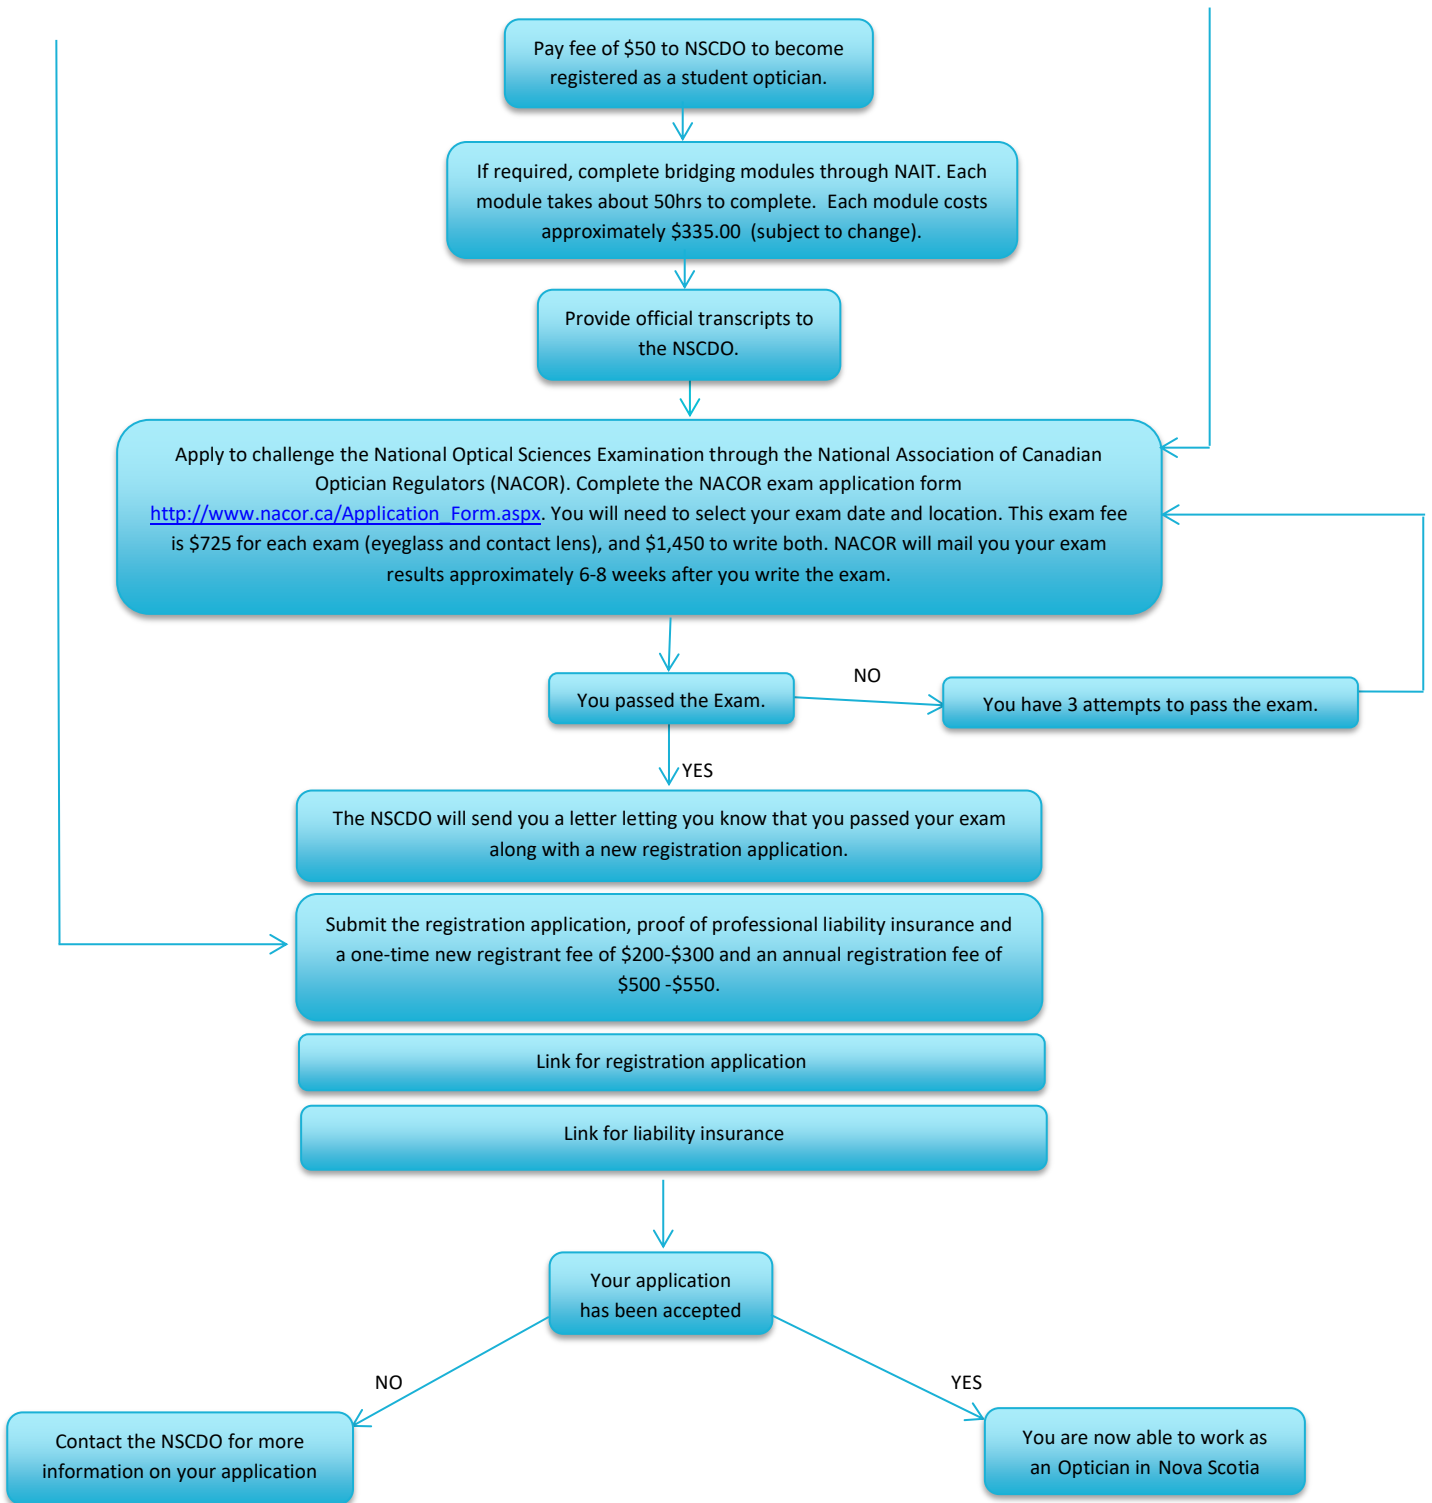 Pay fee of $50 to NSCDO to become
registered as a student optician.
If required, complete bridging modules through NAIT. Each
module takes about 50hrs to complete.  Each module costs
approximately $335.00  (subject to change).
Provide official transcripts to
the NSCDO.
Apply to challenge the National Optical Sciences Examination through the National Association of Canadian
Optician Regulators (NACOR). Complete the NACOR exam application form
http://www.nacor.ca/Application_Form.aspx. You will need to select your exam date and location. This exam fee
is $725 for each exam (eyeglass and contact lens), and $1,450 to write both. NACOR will mail you your exam
results approximately 6-8 weeks after you write the exam.
You passed the Exam.
NO
You have 3 attempts to pass the exam.
YES
The NSCDO will send you a letter letting you know that you passed your exam
along with a new registration application.
Submit the registration application, proof of professional liability insurance and
a one-time new registrant fee of $200-$300 and an annual registration fee of
$500 -$550.
Link for registration application
Link for liability insurance
Your application
has been accepted
NO
YES
Contact the NSCDO for more
information on your application
You are now able to work as
an Optician in Nova Scotia